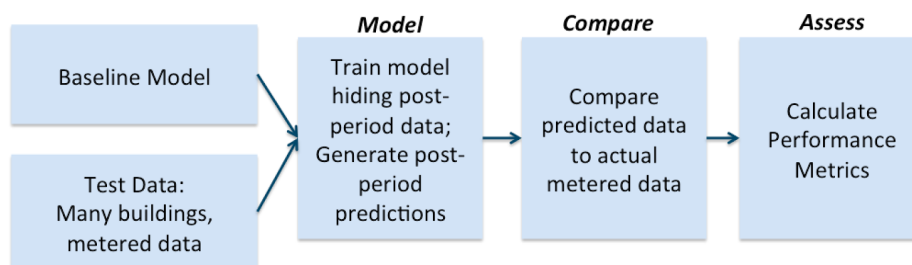 Baseline Model
Test Data:
Many buildings,
metered data
Model
Train model
hiding post-
period data;
Generate post-
period
predictions
Compare
Compare
predicted data
to actual
metered data
Assess
Calculate
Performance
Metrics